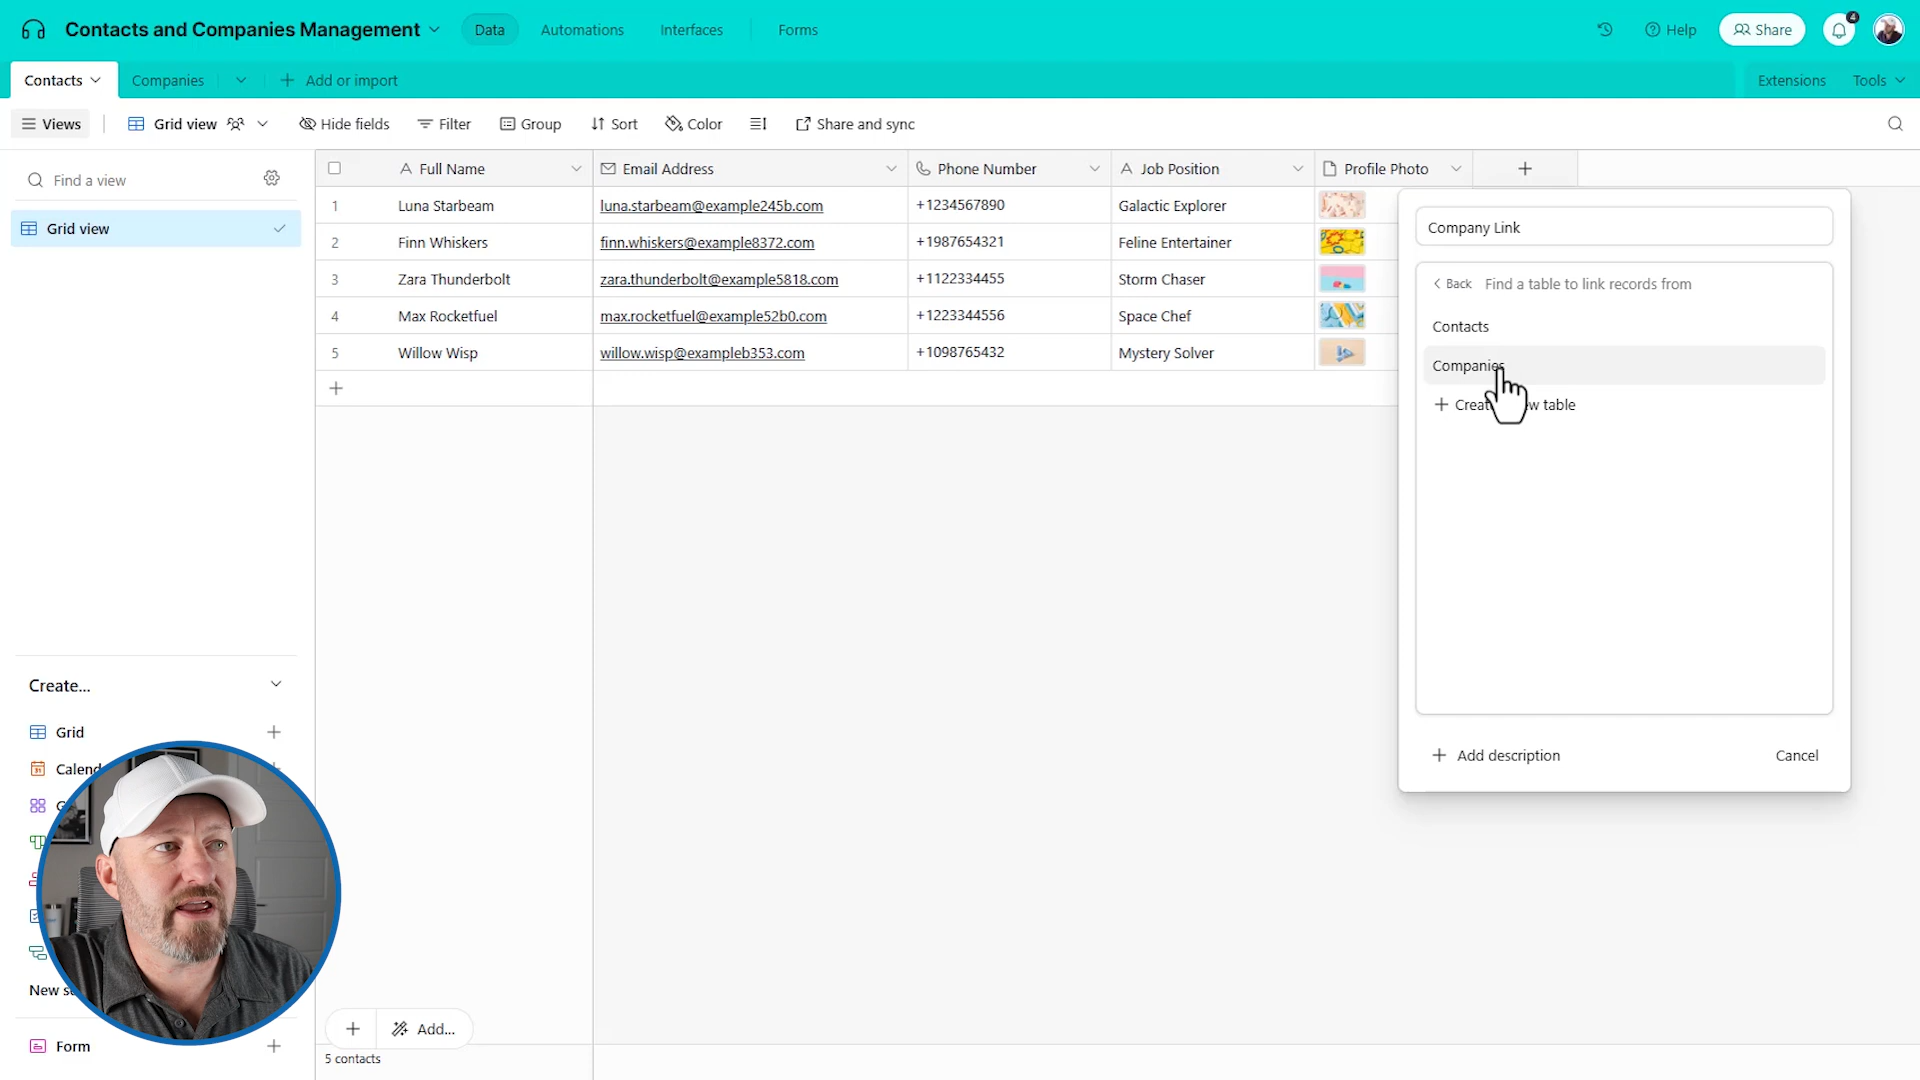 Contacts and Companies Management
Data
Automations
Interfaces
Forms
Help
Share
4
Contacts
Companies
Add or import
Extensions
Tools
Views
Grid view
Hide fields
Filter
Group
Sort
Color
Share and sync
Find a view
Grid view
Create...
Grid
Calend
Form
Full Name
Email Address
Phone Number
Job Position
Profile Photo
1 Luna Starbeam luna.starbeam@example245b.com +1234567890 Galactic Explorer
2 Finn Whiskers finn.whiskers@example8372.com +1987654321 Feline Entertainer
3 Zara Thunderbolt zara.thunderbolt@example5818.com +1122334455 Storm Chaser
4 Max Rocketfuel max.rocketfuel@example52b0.com +1223344556 Space Chef
5 Willow Wisp willow.wisp@exampleb353.com +1098765432 Mystery Solver
Add...
5 contacts
Company Link
Back Find a table to link records from
Contacts
Companies
table
Add description
Cancel
New